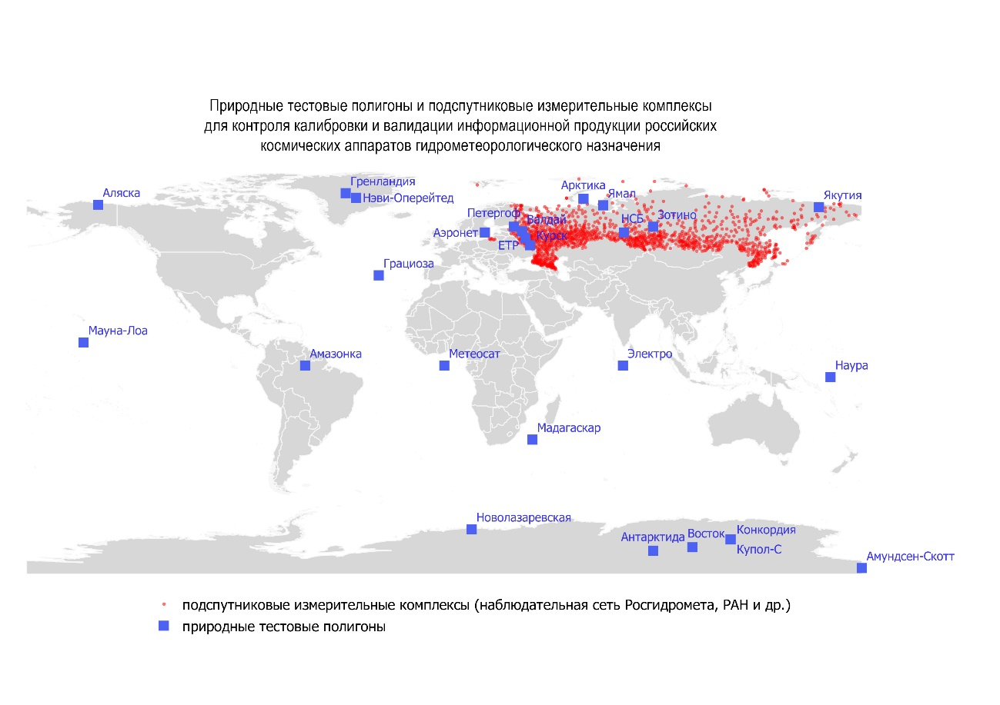 Природные тестовые полигоны и подспутниковые измерительные комплексы
для контроля калибровки и валидации информационной продукции российских
космических аппаратов гидрометеорологического назначения
Гренландия
Аляска
Нэви-Оперейтед
Арктика
Ямал
Якутия
Петергоф
Валдай
НСБ
Зотино
Аэронет
Курск
ЕТР
Грациоза
Мауна-Лоа
Амазонка
Метеосат
Электро
Наура
Мадагаскар
Новолазаревская
Антарктида
Восток
Конкордия
Купол-С
Амундсен-Скотт
подспутниковые измерительные комплексы (наблюдательная сеть Росгидромета, РАН и др.)
природные тестовые полигоны